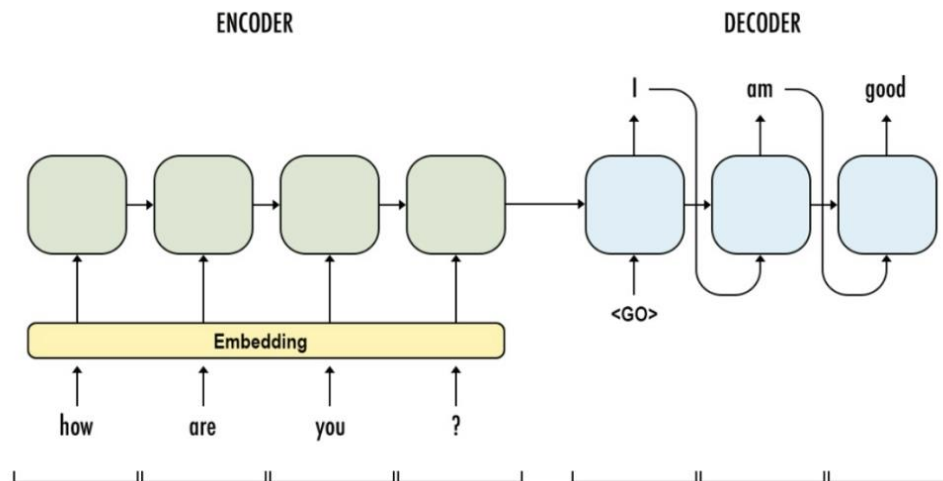 ENCODER DECODER
I am good
<GO>
Embedding
how are you ?